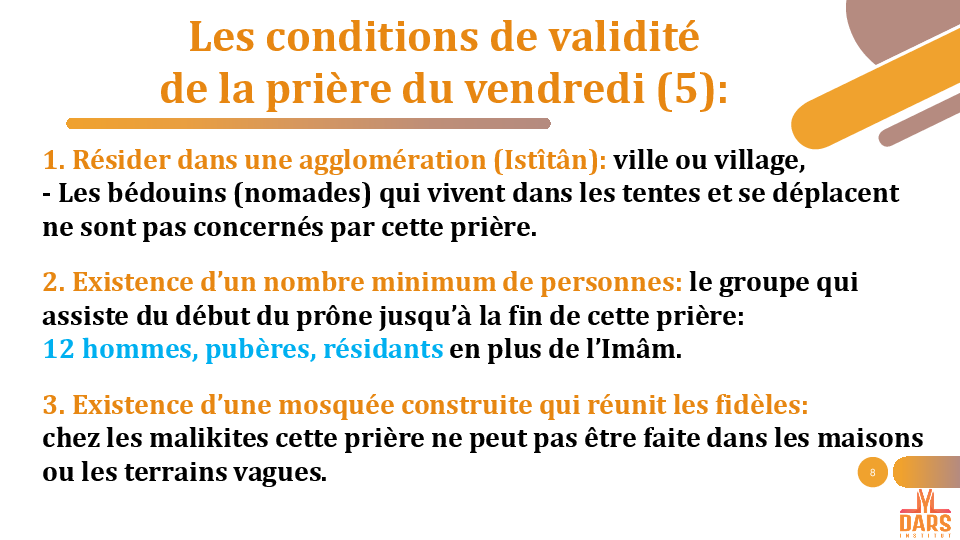 Les conditions de validité
de la prière du vendredi (5):
1. Résider dans une agglomération (Istîtân): ville ou village,
- Les bédouins (nomades) qui vivent dans les tentes et se déplacent
ne sont pas concernés par cette prière.
2. Existence d’un nombre minimum de personnes: le groupe qui
assiste du début du prône jusqu’à la fin de cette prière:
12 hommes, pubères, résidants en plus de l’Imâm.
3. Existence d’une mosquée construite qui réunit les fidèles:
chez les malikites cette prière ne peut pas être faite dans les maisons
ou les terrains vagues.
8
DARS
INSTITUT